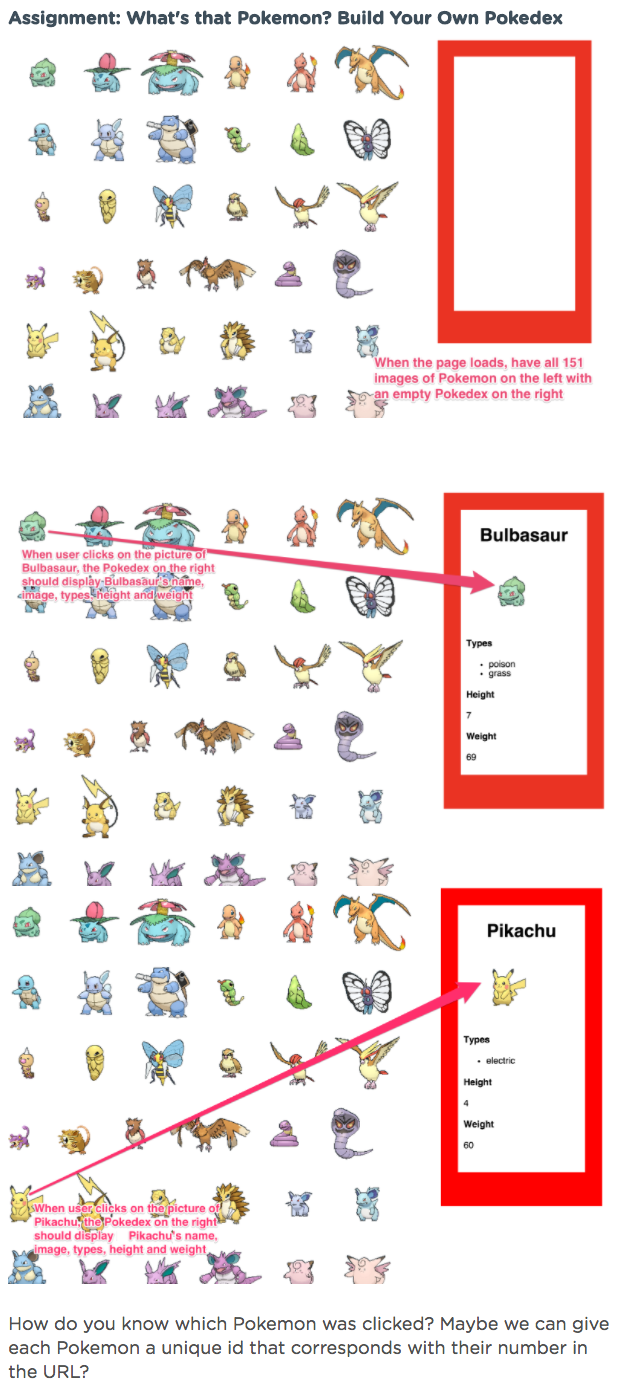 Assignment: What's that Pokemon? Build Your Own Pokedex
When the page loads, have all 151
images of Pokemon on the left with
an empty Pokedex on the right
When user clicks on the picture of
Bulbasaur, the Pokedex on the right
should display Bulbasaur's name,
image, types, height and weight
Bulbasaur
Types
• poison
• grass
Height
7
Weight
69
When user clicks on the picture of
Pikachu, the Pokedex on the right
should display Pikachu's name,
image, types, height and weight
Pikachu
Types
• electric
Height
4
Weight
60
How do you know which Pokemon was clicked? Maybe we can give
each Pokemon a unique id that corresponds with their number in
the URL?